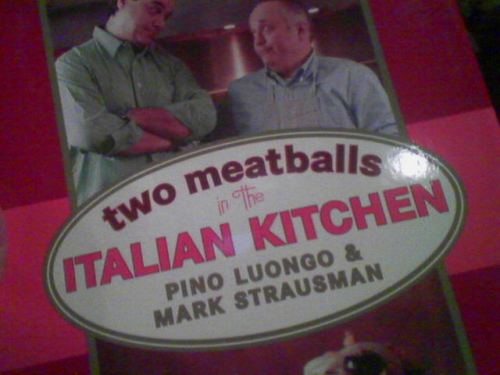 two meatballs
in the
ITALIAN KITCHEN
PINO LUONGO &
MARK STRAUSMAN